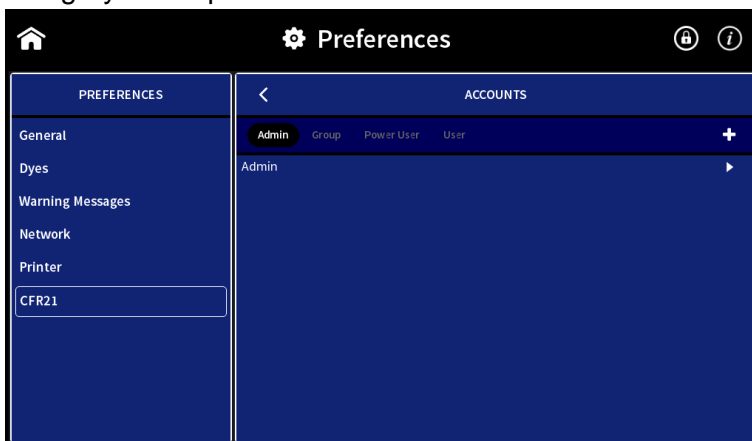 Preferences
PREFERENCES
ACCOUNTS
General
Admin Group Power User User
Dyes
Admin
Warning Messages
Network
Printer
CFR21